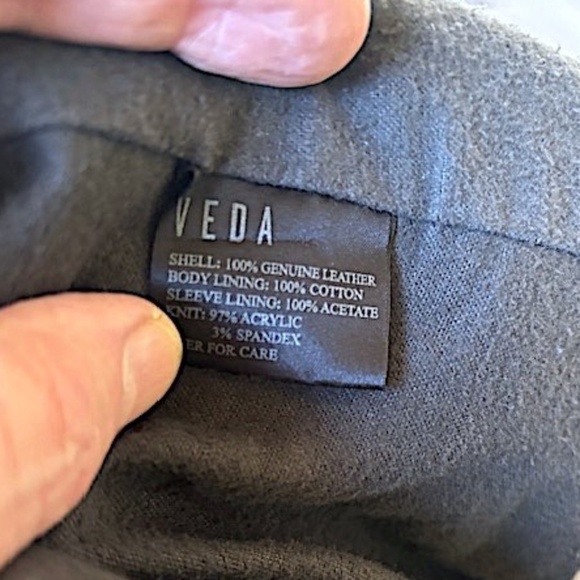 VEDA
SHELL: 100% GENUINE LEATHER
BODY LINING: 100% COTTON
SLEEVE LINING: 100% ACETATE
KNIT: 97% ACRYLIC
3% SPANDEX
FOR CARE